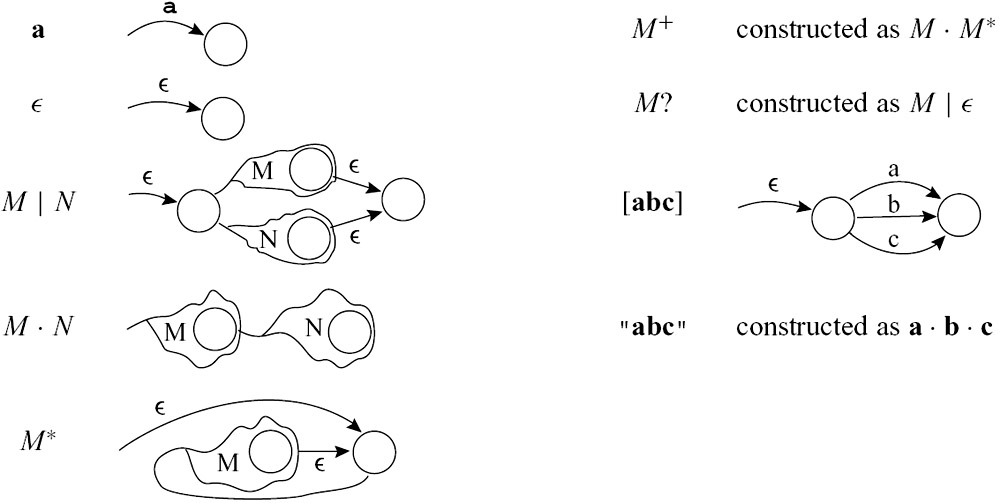 a
a
ϵ
ϵ
M | N
ϵ
M
ϵ
N
ϵ
M · N
M
N
M*
ϵ
M
ϵ
M⁺ constructed as M · M*
M? constructed as M | ϵ
[abc]
ϵ
a
b
c
"abc" constructed as a · b · c